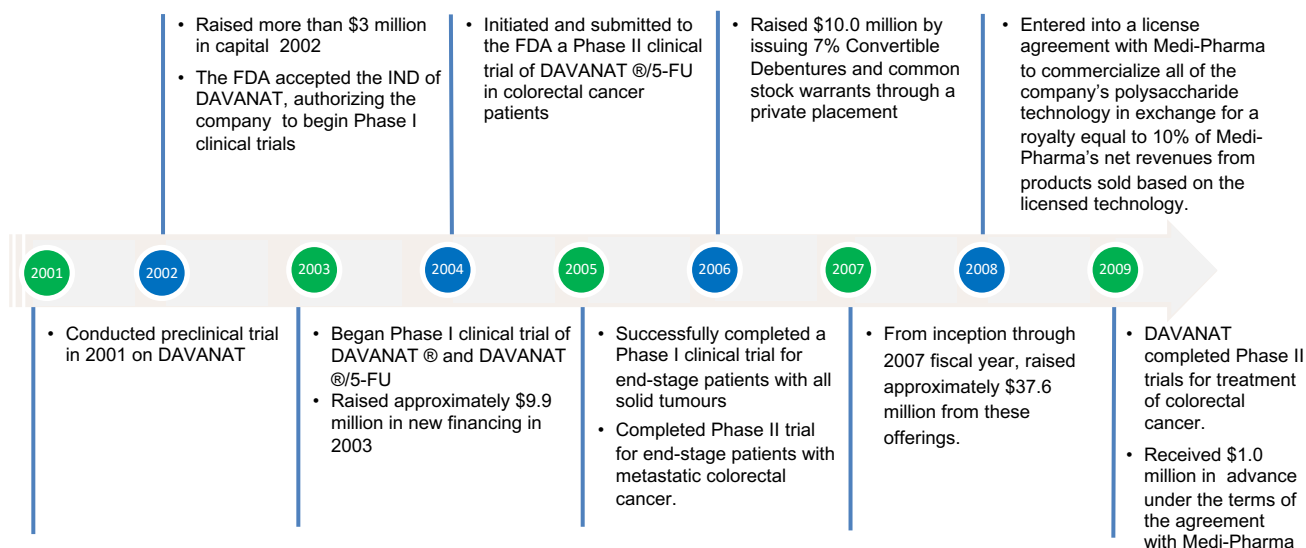 • Raised more than $3 million
in capital 2002
• The FDA accepted the IND of
DAVANAT, authorizing the
company to begin Phase I
clinical trials
• Initiated and submitted to
the FDA a Phase II clinical
trial of DAVANAT ®/5-FU
in colorectal cancer
patients
• Raised $10.0 million by
issuing 7% Convertible
Debentures and common
stock warrants through a
private placement
• Entered into a license
agreement with Medi-Pharma
to commercialize all of the
company’s polysaccharide
technology in exchange for a
royalty equal to 10% of Medi-
Pharma’s net revenues from
products sold based on the
licensed technology.
2001
2002
2003
2004
2005
2006
2007
2008
2009
• Conducted preclinical trial
in 2001 on DAVANAT
• Began Phase I clinical trial of
DAVANAT ® and DAVANAT
®/5-FU
• Raised approximately $9.9
million in new financing in
2003
• Successfully completed a
Phase I clinical trial for
end-stage patients with all
solid tumours
• Completed Phase II trial
for end-stage patients with
metastatic colorectal
cancer.
• From inception through
2007 fiscal year, raised
approximately $37.6
million from these
offerings.
• DAVANAT
completed Phase II
trials for treatment
of colorectal
cancer.
• Received $1.0
million in advance
under the terms of
the agreement
with Medi-Pharma